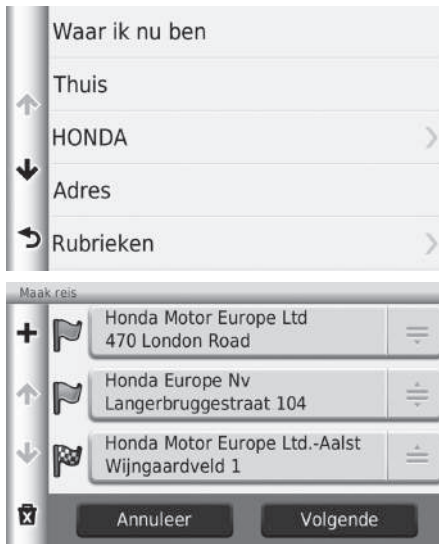 Waar ik nu ben
Thuis
HONDA
Adres
Rubrieken
Maak reis
Honda Motor Europe Ltd
470 London Road
Honda Europe Nv
Langerbruggestraat 104
Honda Motor Europe Ltd.-Aalst
Wijngaardveld 1
Annuleer
Volgende